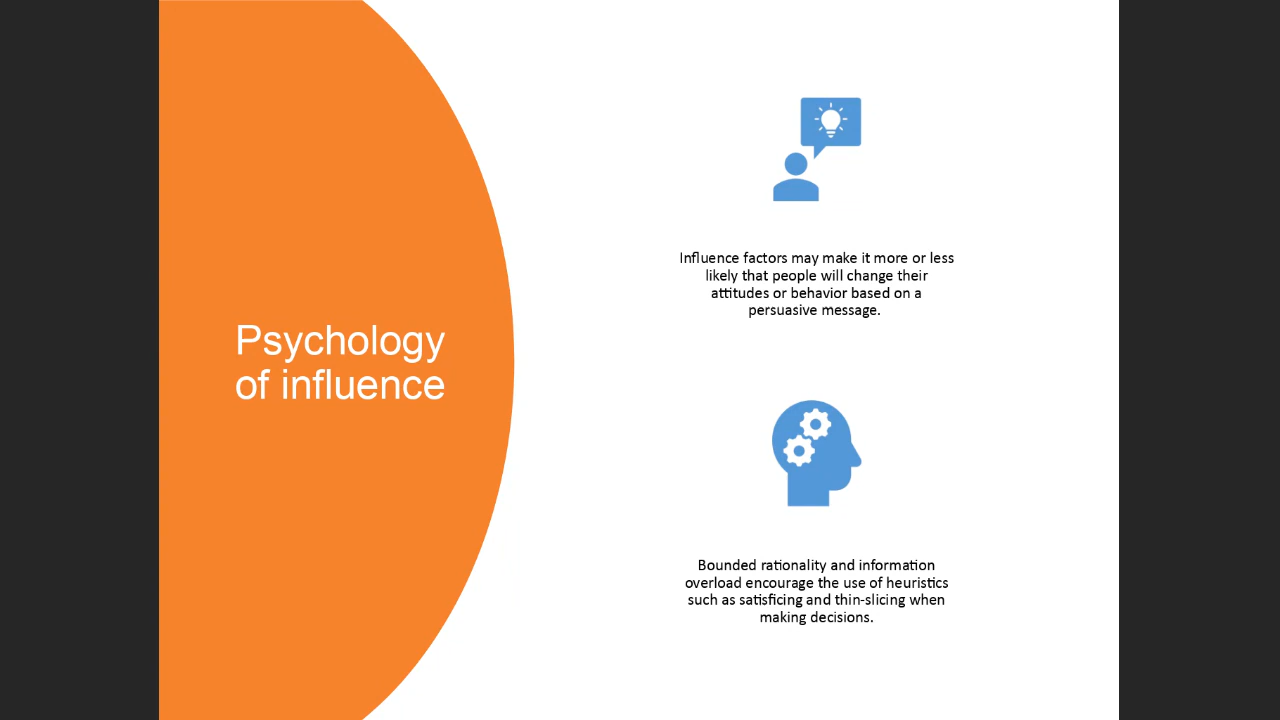 Psychology
of influence
Influence factors may make it more or less
likely that people will change their
attitudes or behavior based on a
persuasive message.
Bounded rationality and information
overload encourage the use of heuristics
such as satisficing and thin-slicing when
making decisions.